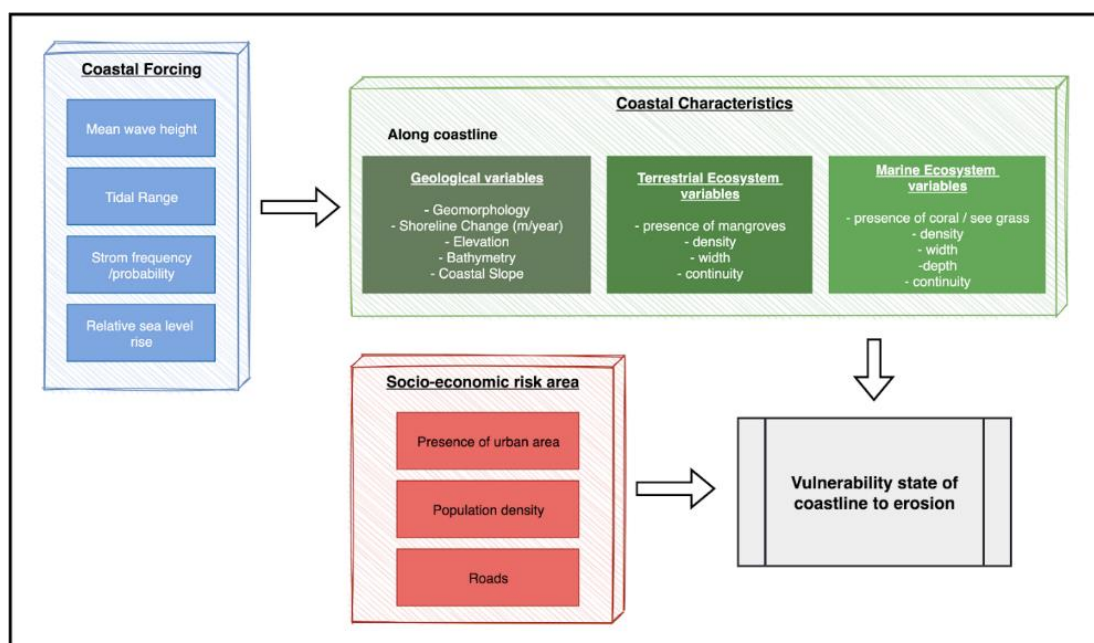 Coastal Forcing
Mean wave height
Tidal Range
Strom frequency
/probability
Relative sea level
rise
Coastal Characteristics
Along coastline
Geological variables
- Geomorphology
- Shoreline Change (m/year)
- Elevation
- Bathymetry
- Coastal Slope
Terrestrial Ecosystem
variables
- presence of mangroves
- density
- width
- continuity
Marine Ecosystem
variables
- presence of coral / see grass
- density
- width
-depth
- continuity
Socio-economic risk area
Presence of urban area
Population density
Roads
Vulnerability state of
coastline to erosion